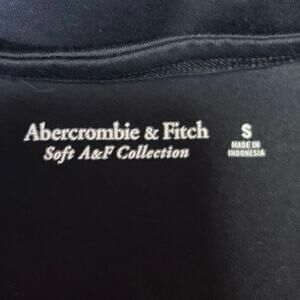 Abercrombie & Fitch
Soft A&F Collection
S
MADE IN
INDONESIA